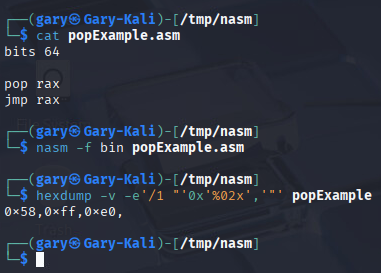 ┌──(gary㉿Gary-Kali)-[/tmp/nasm]
└─$ cat popExample.asm
bits 64
pop rax
jmp rax
┌──(gary㉿Gary-Kali)-[/tmp/nasm]
└─$ nasm -f bin popExample.asm
┌──(gary㉿Gary-Kali)-[/tmp/nasm]
└─$ hexdump -v -e'/1 "'0x'%02x','"' popExample
0×58,0×ff,0×e0,
┌──(gary㉿Gary-Kali)-[/tmp/nasm]
└─$